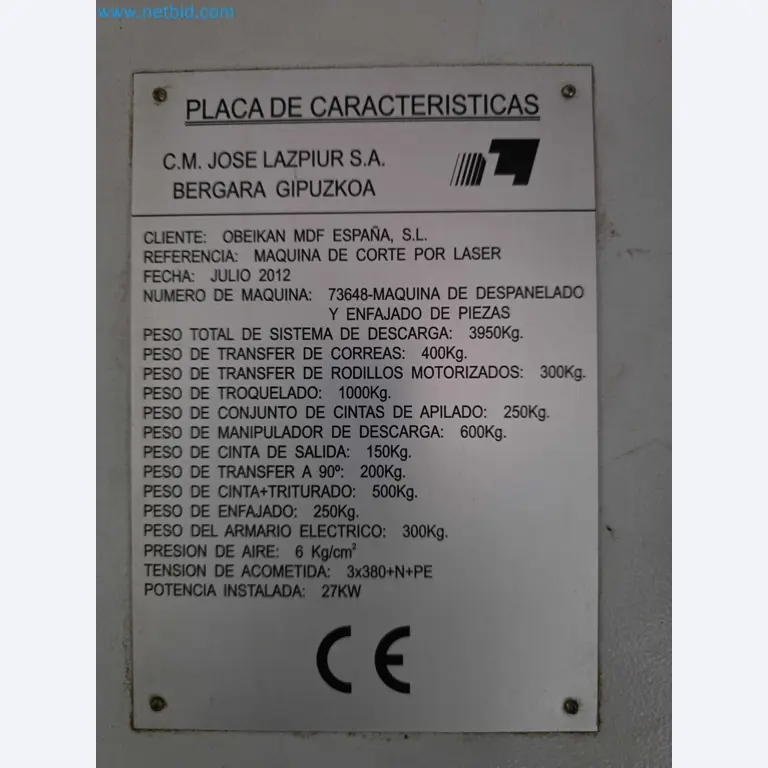 www.netbid.com
PLACA DE CARACTERISTICAS
C.M. JOSE LAZPIUR S.A.
BERGARA GIPUZKOA
CLIENTE: OBEIKAN MDF ESPAÑA, S.L.
REFERENCIA: MAQUINA DE CORTE POR LASER
FECHA: JULIO 2012
NUMERO DE MAQUINA: 73648-MAQUINA DE DESPANELADO
Y ENFAJADO DE PIEZAS
PESO TOTAL DE SISTEMA DE DESCARGA: 3950Kg.
PESO DE TRANSFER DE CORREAS: 400Kg.
PESO DE TRANSFER DE RODILLOS MOTORIZADOS: 300Kg.
PESO DE TROQUELADO: 1000Kg.
PESO DE CONJUNTO DE CINTAS DE APILADO: 250Kg.
PESO DE MANIPULADOR DE DESCARGA: 600Kg.
PESO DE CINTA DE SALIDA: 150Kg.
PESO DE TRANSFER A 90º: 200Kg.
PESO DE CINTA+TRITURADO: 500Kg.
PESO DE ENFAJADO: 250Kg.
PESO DEL ARMARIO ELECTRICO: 300Kg.
PRESION DE AIRE: 6 Kg/cm²
TENSION DE ACOMETIDA: 3x380+N+PE
POTENCIA INSTALADA: 27KW
CE